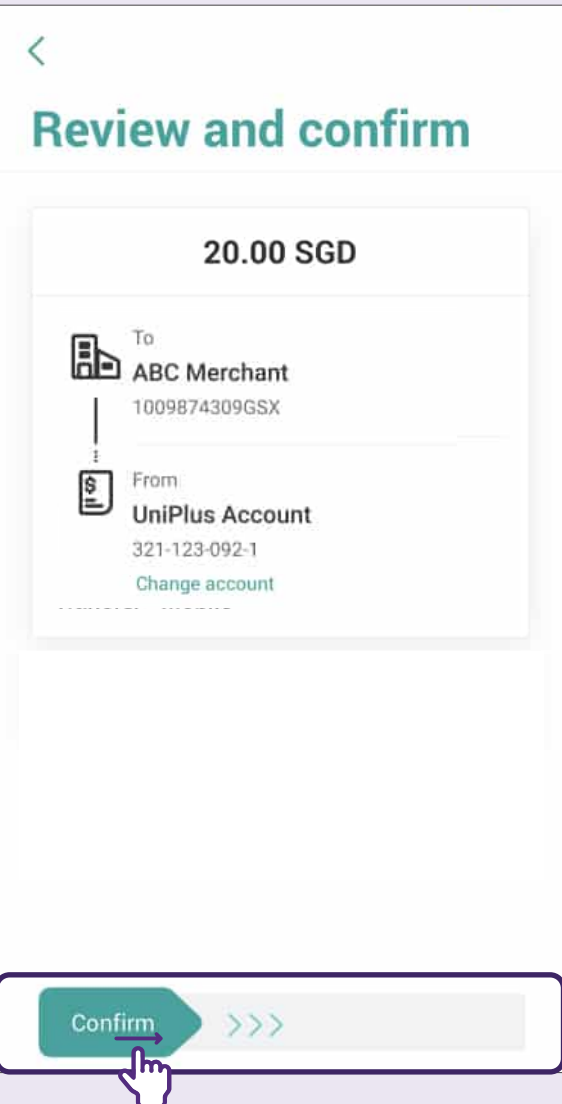 Review and confirm
20.00 SGD
To
ABC Merchant
1009874309GSX
From
UniPlus Account
321-123-092-1
Change account
Confirm